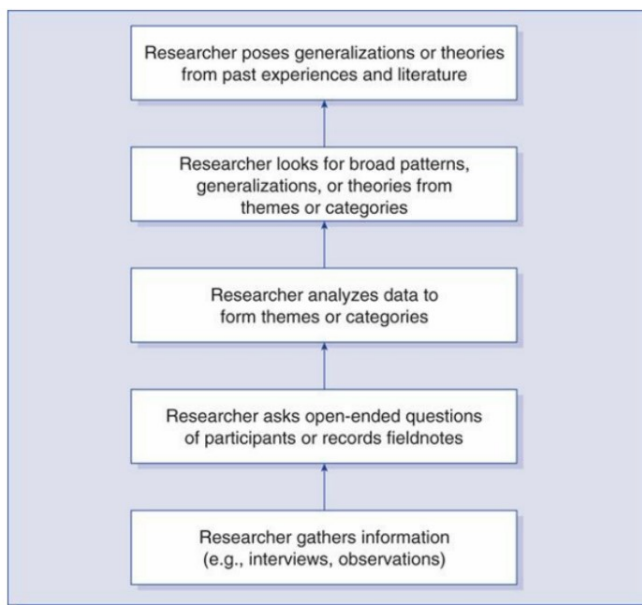 Researcher poses generalizations or theories
from past experiences and literature
Researcher looks for broad patterns,
generalizations, or theories from
themes or categories
Researcher analyzes data to
form themes or categories
Researcher asks open-ended questions
of participants or records fieldnotes
Researcher gathers information
(e.g., interviews, observations)